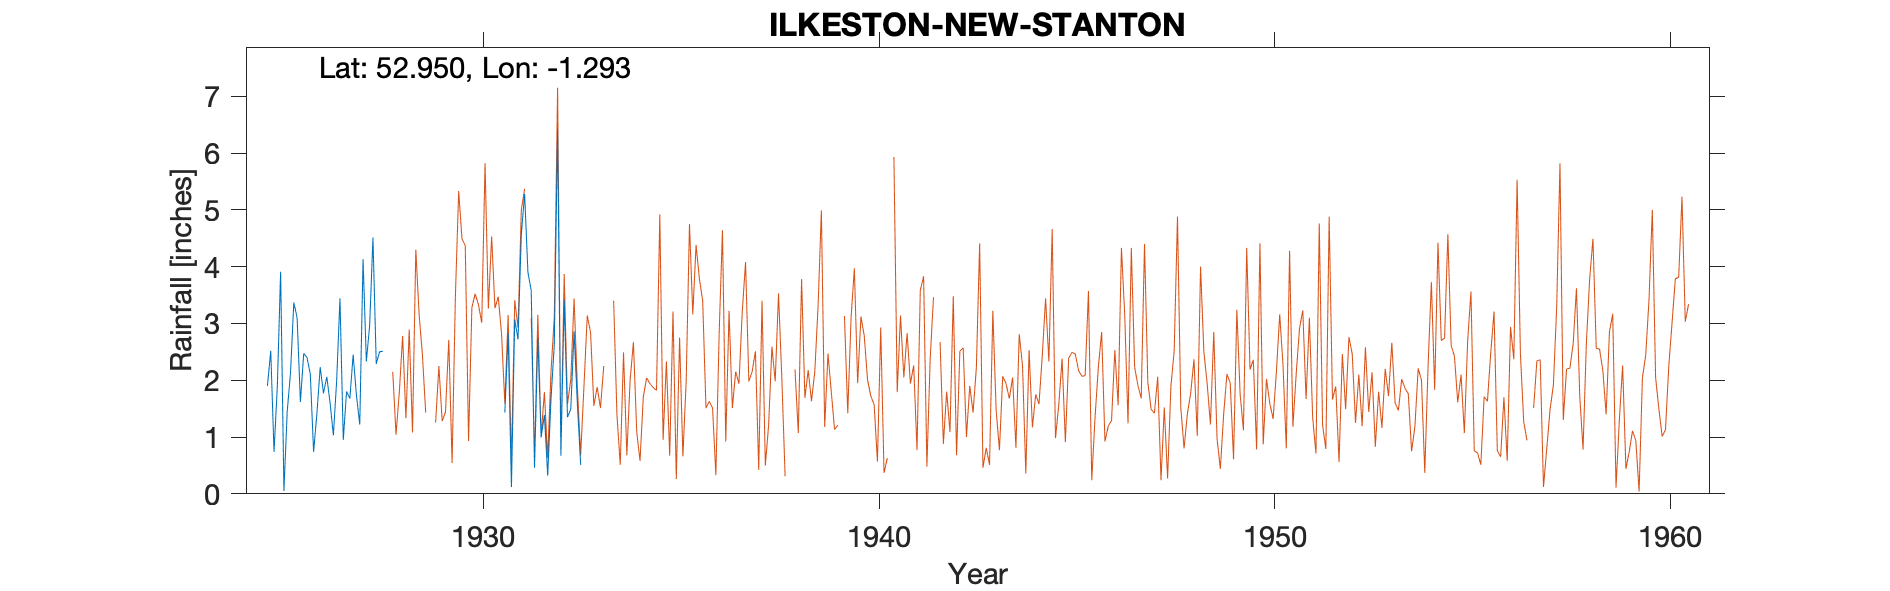 ILKESTON-NEW-STANTON
Lat: 52.950, Lon: -1.293
7
6
5
4
3
2
1
0
Rainfall [inches]
1930 1940 1950 1960
Year